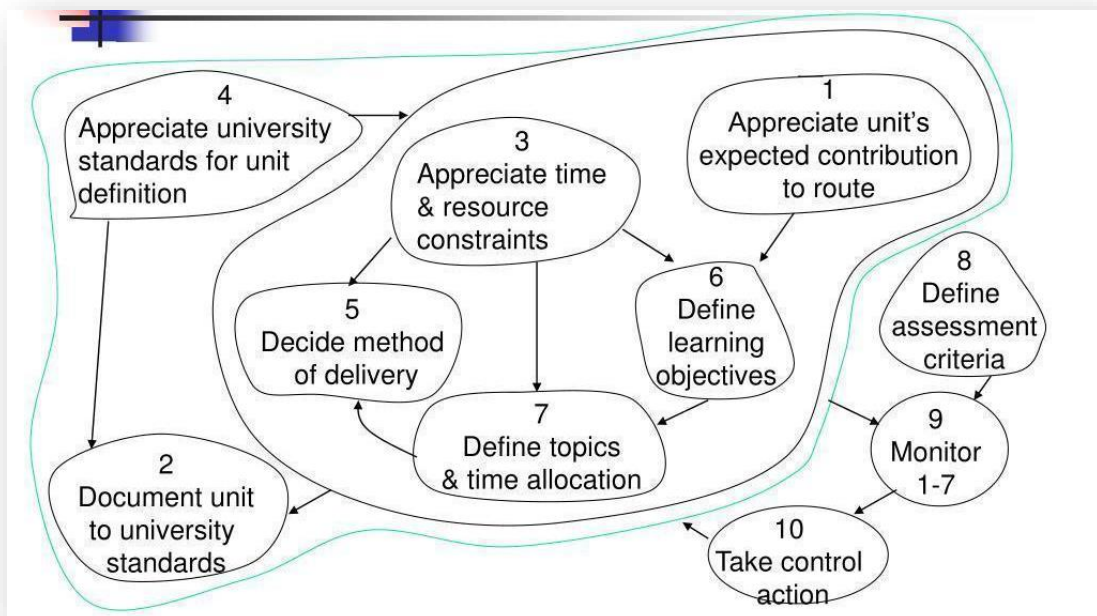 4
Appreciate university
standards for unit
definition
1
Appreciate unit's
expected contribution
to route
3
Appreciate time
& resource
constraints
8
Define
assessment
criteria
6
Define
learning
objectives
5
Decide method
of delivery
7
Define topics
& time allocation
9
Monitor
1-7
2
Document unit
to university
standards
10
Take control
action